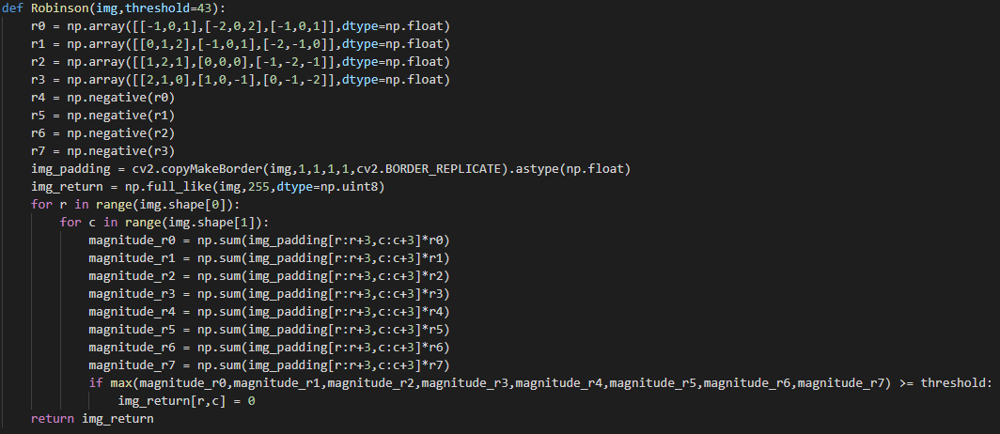 def Robinson(img,threshold=43):
    r0 = np.array([[-1,0,1],[-2,0,2],[-1,0,1]],dtype=np.float)
    r1 = np.array([[0,1,2],[-1,0,1],[-2,-1,0]],dtype=np.float)
    r2 = np.array([[1,2,1],[0,0,0],[-1,-2,-1]],dtype=np.float)
    r3 = np.array([[2,1,0],[1,0,-1],[0,-1,-2]],dtype=np.float)
    r4 = np.negative(r0)
    r5 = np.negative(r1)
    r6 = np.negative(r2)
    r7 = np.negative(r3)
    img_padding = cv2.copyMakeBorder(img,1,1,1,1,cv2.BORDER_REPLICATE).astype(np.float)
    img_return = np.full_like(img,255,dtype=np.uint8)
    for r in range(img.shape[0]):
        for c in range(img.shape[1]):
            magnitude_r0 = np.sum(img_padding[r:r+3,c:c+3]*r0)
            magnitude_r1 = np.sum(img_padding[r:r+3,c:c+3]*r1)
            magnitude_r2 = np.sum(img_padding[r:r+3,c:c+3]*r2)
            magnitude_r3 = np.sum(img_padding[r:r+3,c:c+3]*r3)
            magnitude_r4 = np.sum(img_padding[r:r+3,c:c+3]*r4)
            magnitude_r5 = np.sum(img_padding[r:r+3,c:c+3]*r5)
            magnitude_r6 = np.sum(img_padding[r:r+3,c:c+3]*r6)
            magnitude_r7 = np.sum(img_padding[r:r+3,c:c+3]*r7)
            if max(magnitude_r0,magnitude_r1,magnitude_r2,magnitude_r3,magnitude_r4,magnitude_r5,magnitude_r6,magnitude_r7) >= threshold:
                img_return[r,c] = 0
    return img_return